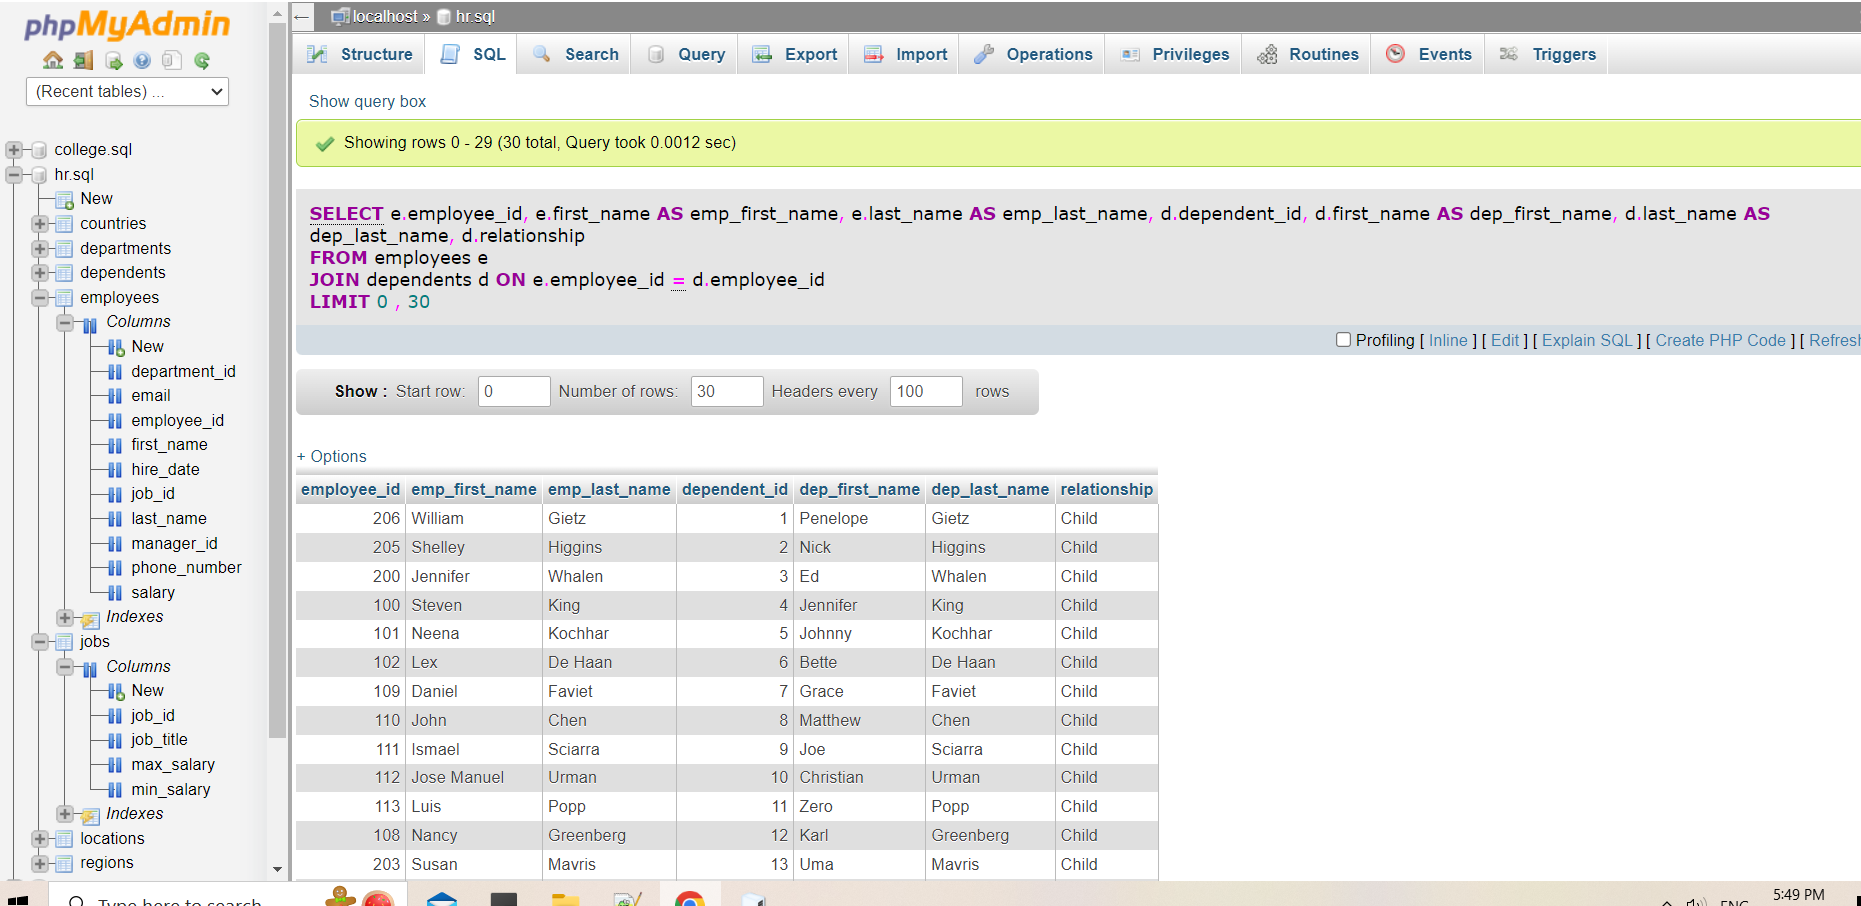 phpMyAdmin
(Recent tables) ...
college.sql
hr.sql
New
countries
departments
dependents
employees
Columns
New
department_id
email
employee_id
first_name
hire_date
job_id
last_name
manager_id
phone_number
salary
Indexes
jobs
Columns
New
job_id
job_title
max_salary
min_salary
Indexes
locations
regions
localhost » hr.sql
Structure SQL Search Query Export Import Operations Privileges Routines Events Triggers
Show query box
Showing rows 0 - 29 (30 total, Query took 0.0012 sec)
SELECT e.employee_id, e.first_name AS emp_first_name, e.last_name AS emp_last_name, d.dependent_id, d.first_name AS dep_first_name, d.last_name AS
dep_last_name, d.relationship
FROM employees e
JOIN dependents d ON e.employee_id = d.employee_id
LIMIT 0 , 30
Profiling [ Inline ] [ Edit ] [ Explain SQL ] [ Create PHP Code ] [ Refresh
Show : Start row: 0 Number of rows: 30 Headers every 100 rows
+ Options
employee_id emp_first_name emp_last_name dependent_id dep_first_name dep_last_name relationship
206 William Gietz 1 Penelope Gietz Child
205 Shelley Higgins 2 Nick Higgins Child
200 Jennifer Whalen 3 Ed Whalen Child
100 Steven King 4 Jennifer King Child
101 Neena Kochhar 5 Johnny Kochhar Child
102 Lex De Haan 6 Bette De Haan Child
109 Daniel Faviet 7 Grace Faviet Child
110 John Chen 8 Matthew Chen Child
111 Ismael Sciarra 9 Joe Sciarra Child
112 Jose Manuel Urman 10 Christian Urman Child
113 Luis Popp 11 Zero Popp Child
108 Nancy Greenberg 12 Karl Greenberg Child
203 Susan Mavris 13 Uma Mavris Child
Type here to search
ENG
5:49 PM